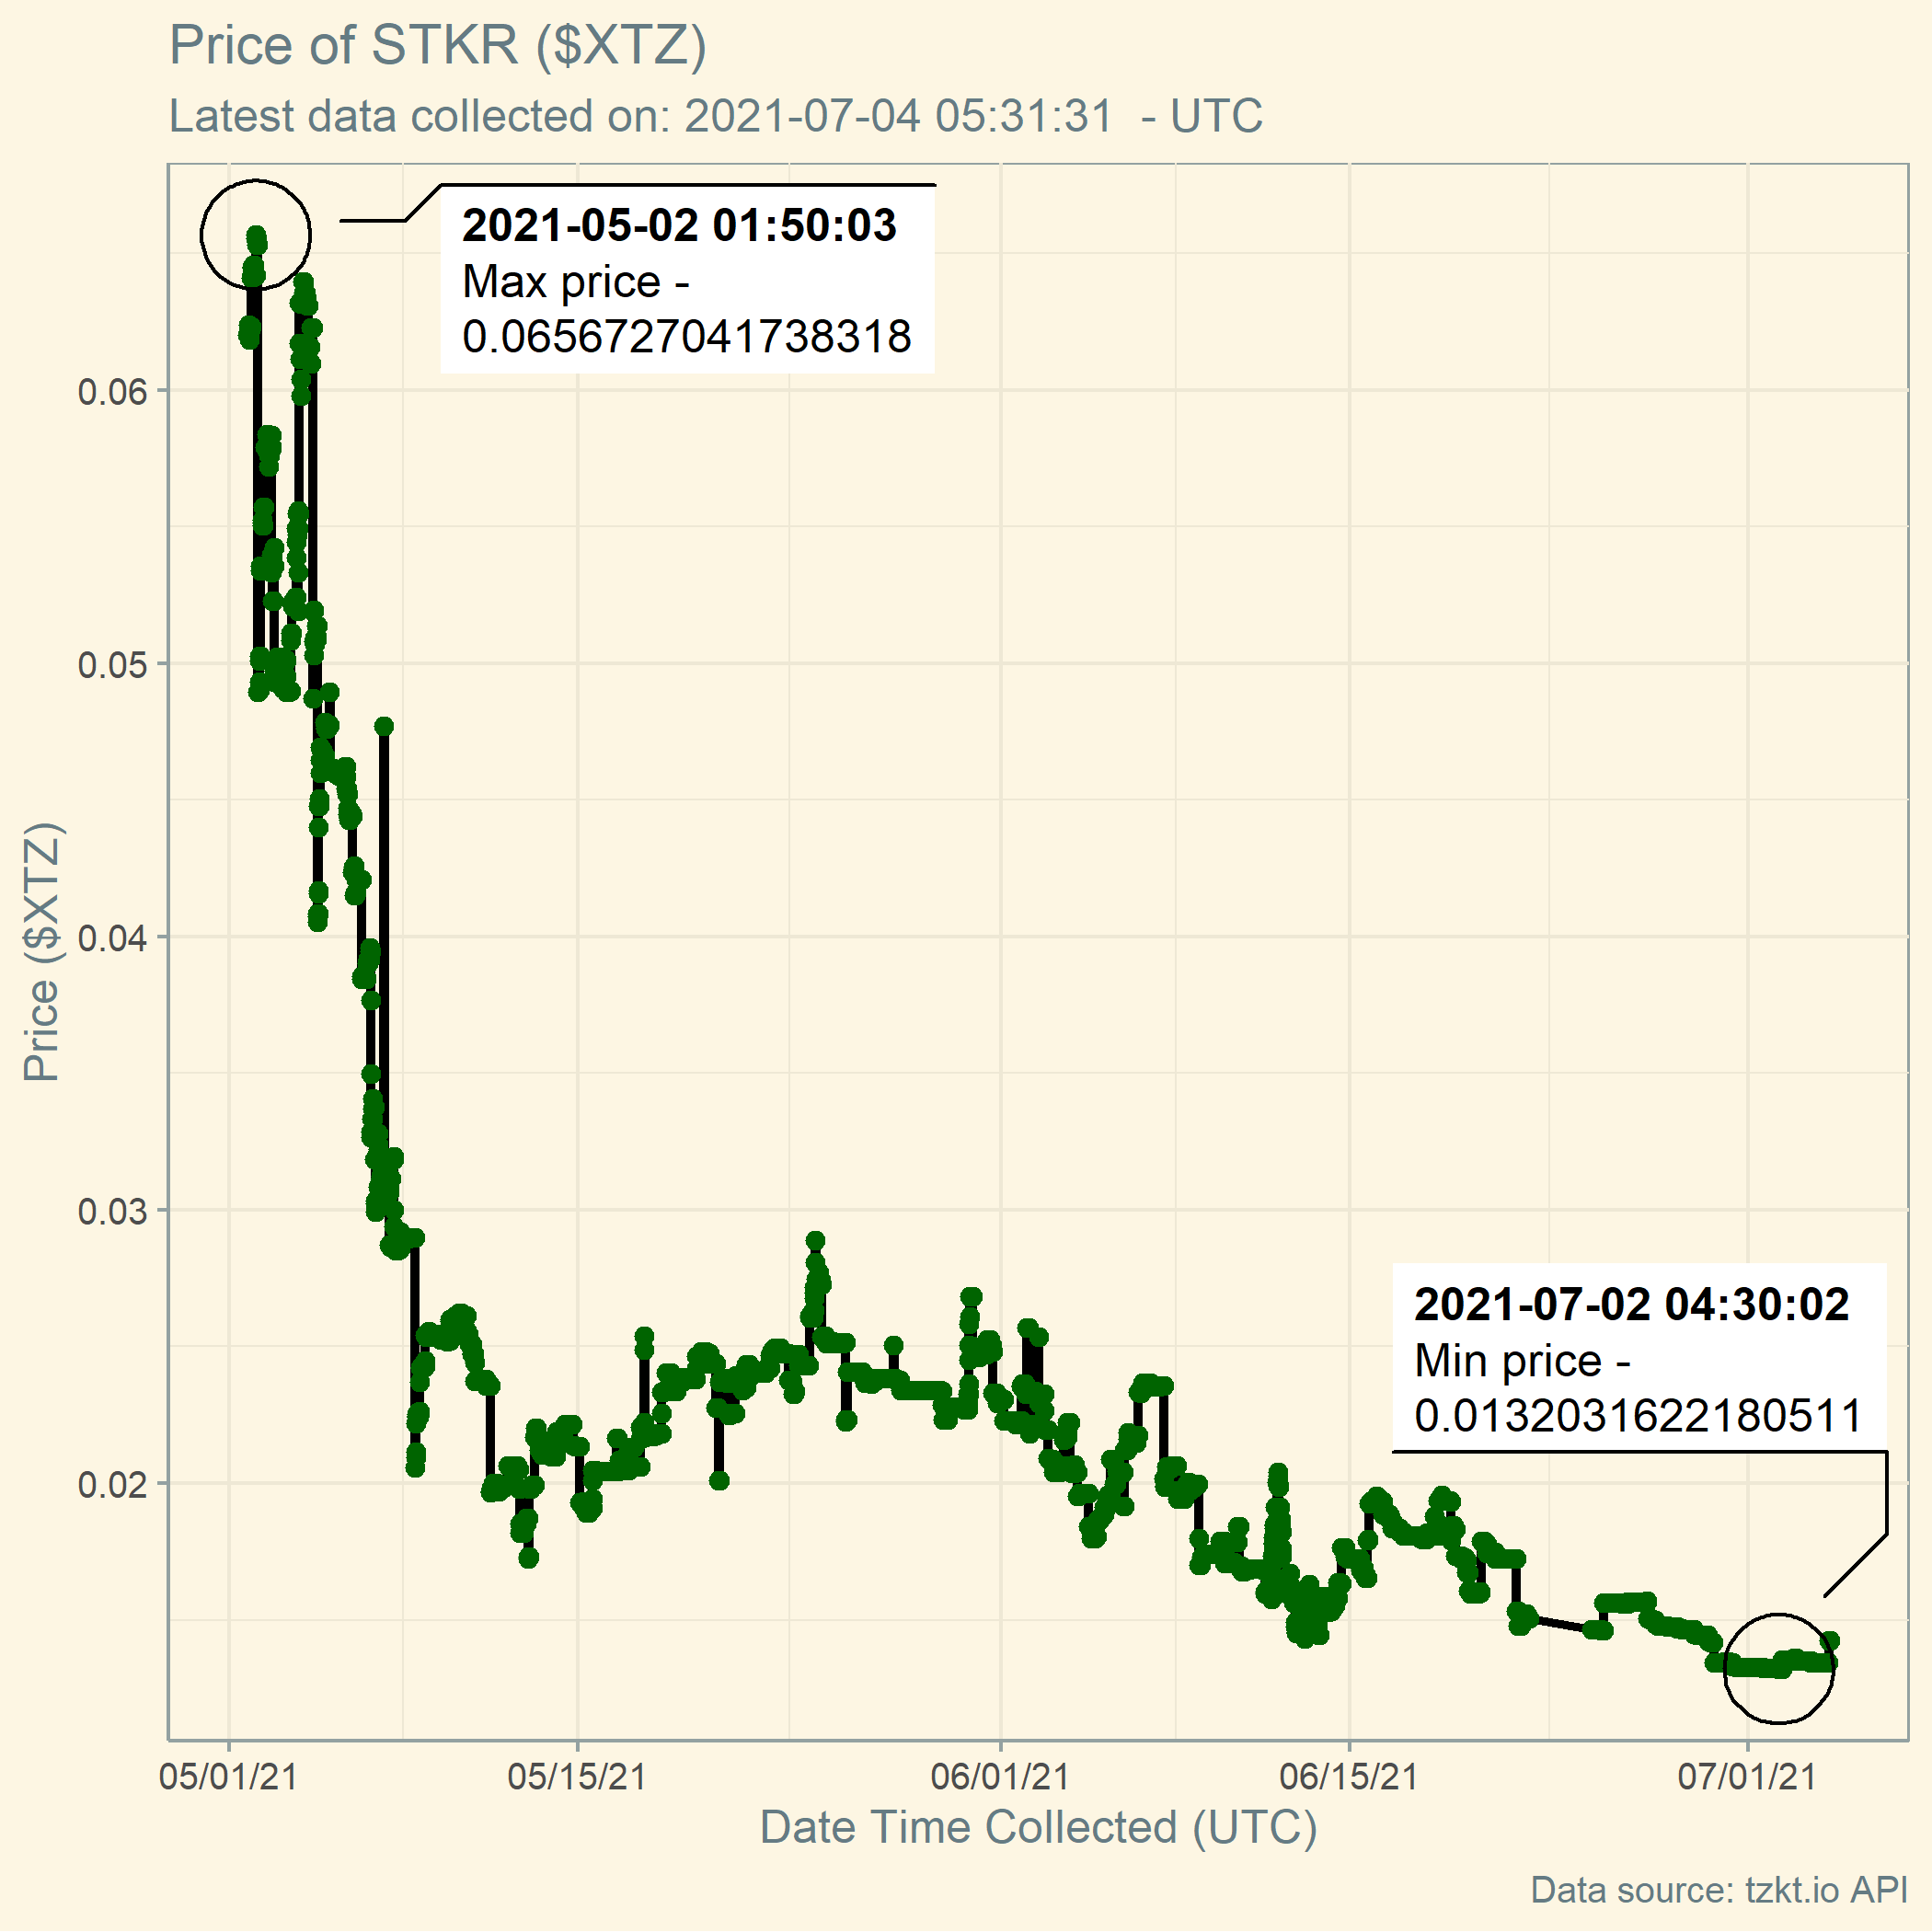 Price of STKR ($XTZ)
Latest data collected on: 2021-07-04 05:31:31  - UTC
2021-05-02 01:50:03
Max price -
0.0656727041738318
0.06
0.05
0.04
0.03
0.02
Price ($XTZ)
2021-07-02 04:30:02
Min price -
0.0132031622180511
05/01/21
05/15/21
06/01/21
06/15/21
07/01/21
Date Time Collected (UTC)
Data source: tzkt.io API